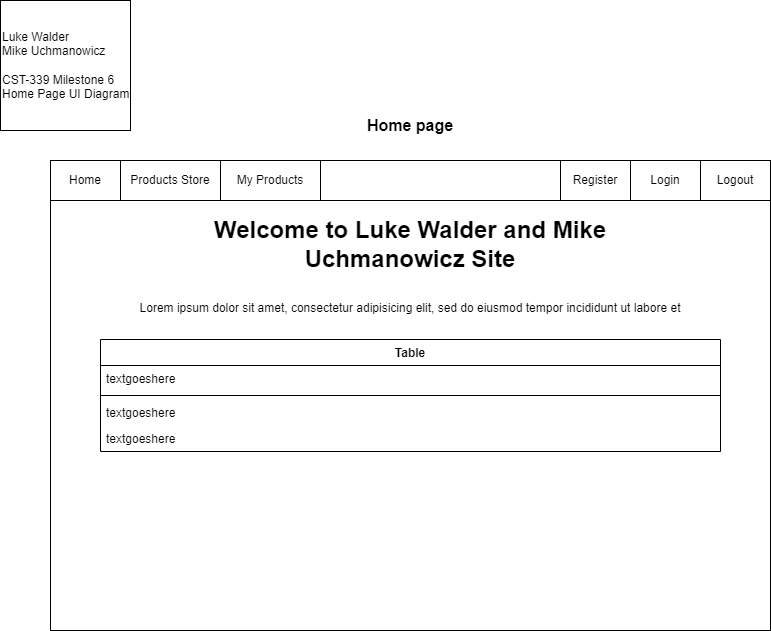 Luke Walder
Mike Uchmanowicz
CST-339 Milestone 6
Home Page UI Diagram
Home page
Home Products Store My Products Register Login Logout
Welcome to Luke Walder and Mike
Uchmanowicz Site
Lorem ipsum dolor sit amet, consectetur adipisicing elit, sed do eiusmod tempor incididunt ut labore et
Table
textgoeshere
textgoeshere
textgoeshere